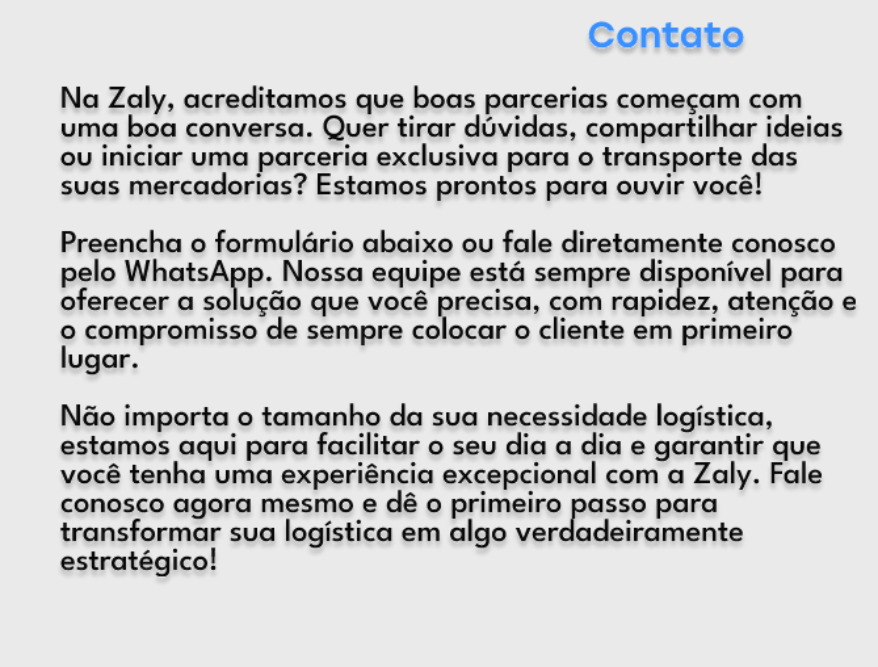 Contato
Na Zaly, acreditamos que boas parcerias começam com
uma boa conversa. Quer tirar dúvidas, compartilhar ideias
ou iniciar uma parceria exclusiva para o transporte das
suas mercadorias? Estamos prontos para ouvir você!
Preencha o formulário abaixo ou fale diretamente conosco
pelo WhatsApp. Nossa equipe está sempre disponível para
oferecer a solução que você precisa, com rapidez, atenção e
o compromisso de sempre colocar o cliente em primeiro
lugar.
Não importa o tamanho da sua necessidade logística,
estamos aqui para facilitar o seu dia a dia e garantir que
você tenha uma experiência excepcional com a Zaly. Fale
conosco agora mesmo e dê o primeiro passo para
transformar sua logística em algo verdadeiramente
estratégico!